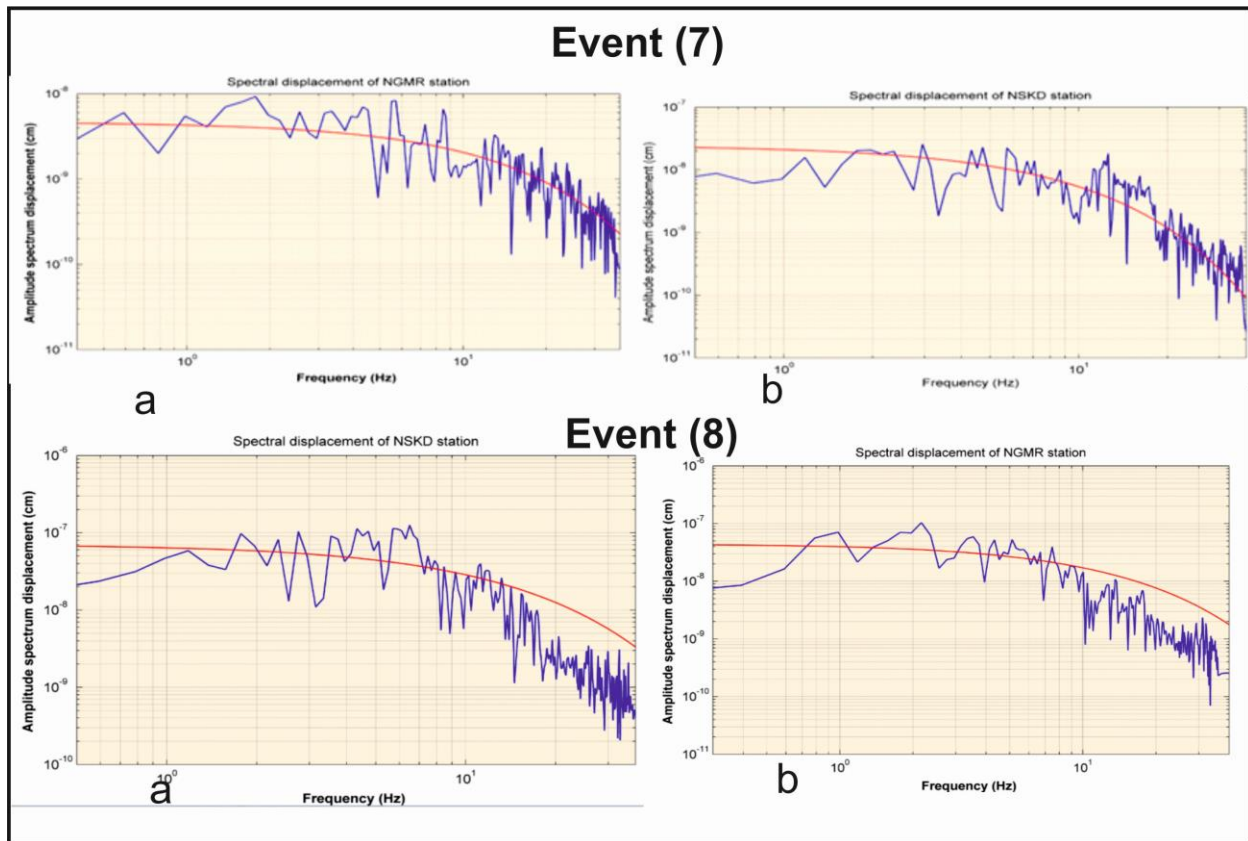 Event (7)
Spectral displacement of NGMR station
Amplitude spectrum displacement (cm)
10⁻⁸
10⁻⁹
10⁻¹⁰
10⁻¹¹
10⁰
10¹
Frequency (Hz)
a
Spectral displacement of NSKD station
Amplitude spectrum displacement (cm)
10⁻⁷
10⁻⁸
10⁻⁹
10⁻¹⁰
10⁻¹¹
10⁰
10¹
Frequency (Hz)
b
Event (8)
Spectral displacement of NSKD station
Amplitude spectrum displacement (cm)
10⁻⁶
10⁻⁷
10⁻⁸
10⁻⁹
10⁻¹⁰
10⁰
10¹
Frequency (Hz)
a
Spectral displacement of NGMR station
Amplitude spectrum displacement (cm)
10⁻⁶
10⁻⁷
10⁻⁸
10⁻⁹
10⁻¹⁰
10⁻¹¹
10⁰
10¹
Frequency (Hz)
b